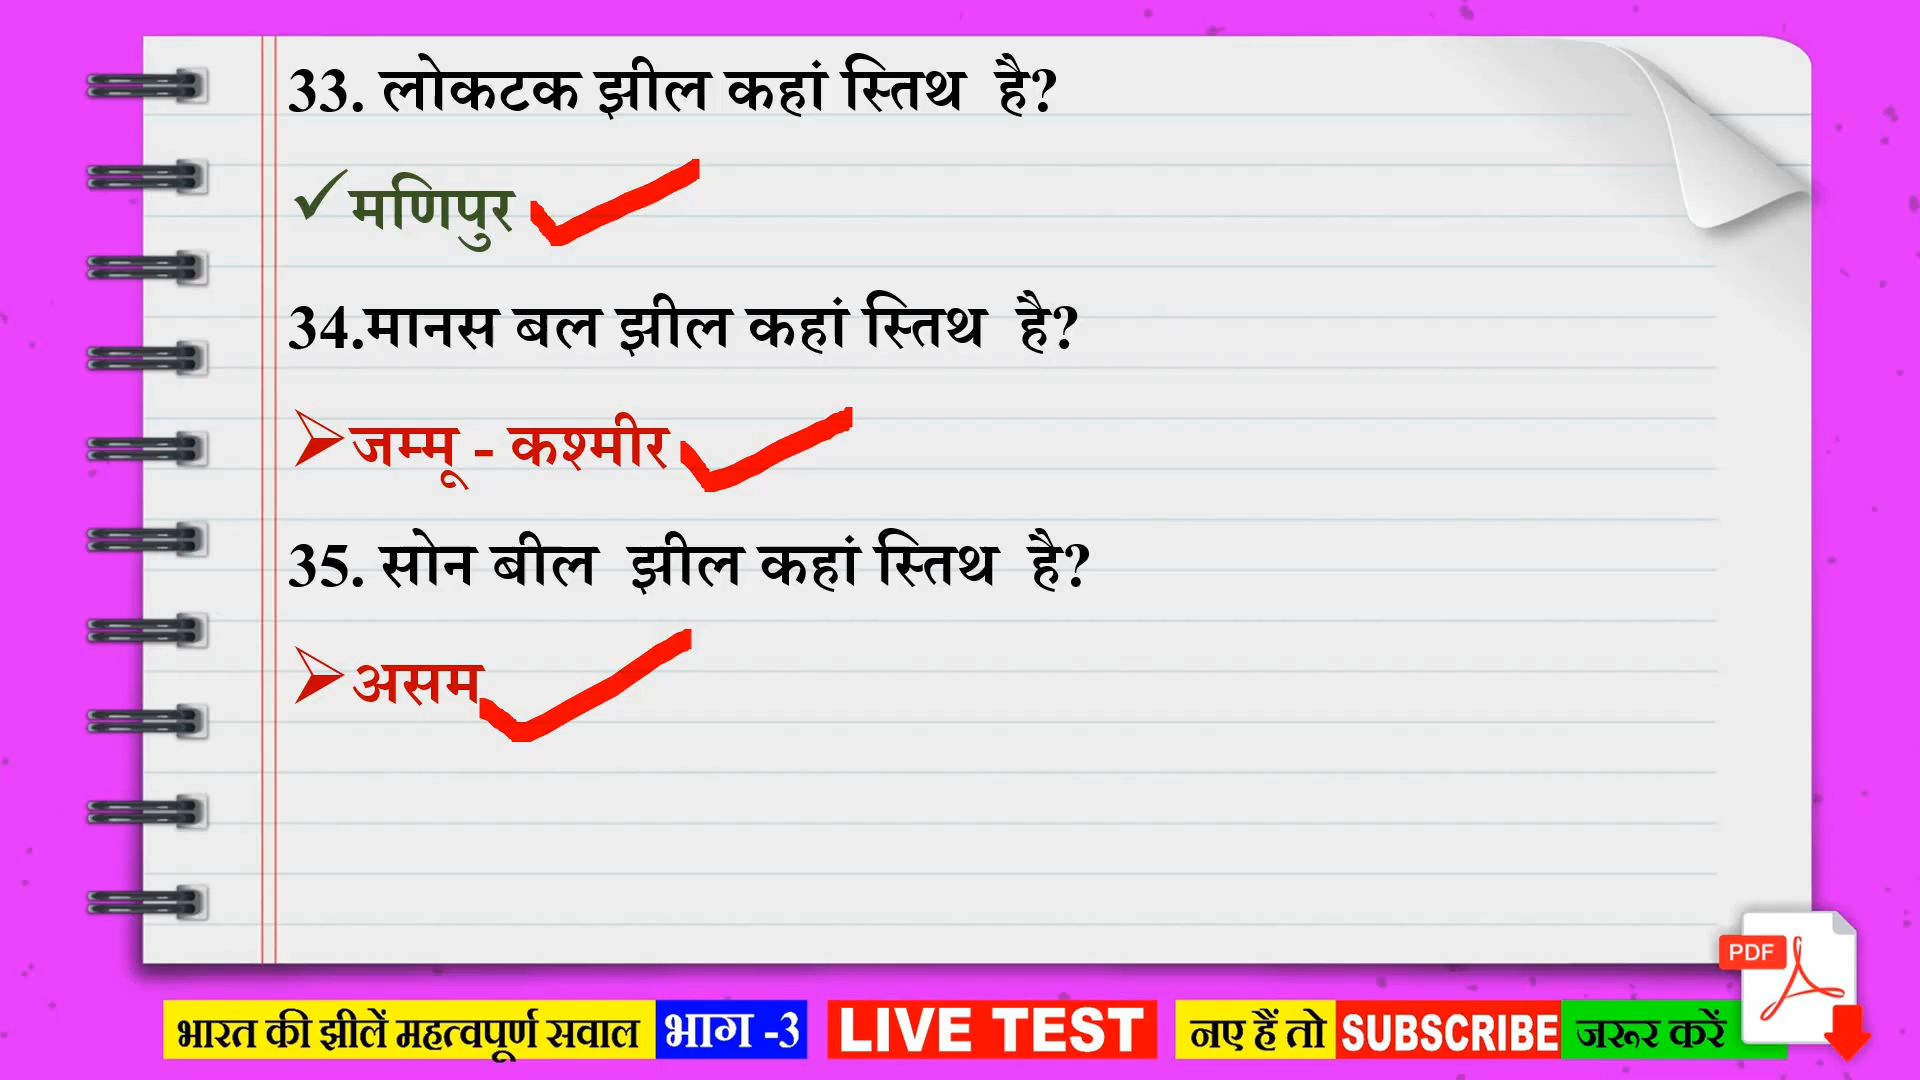 33. लोकटक झील कहां स्तिथ है?
मणिपुर
34.मानस बल झील कहां स्तिथ है?
जम्मू - कश्मीर
35. सोन बील झील कहां स्तिथ है?
असम
PDF
भारत की झीलें महत्वपूर्ण सवाल भाग -3 LIVE TEST नए हैं तो SUBSCRIBE जरूर करें